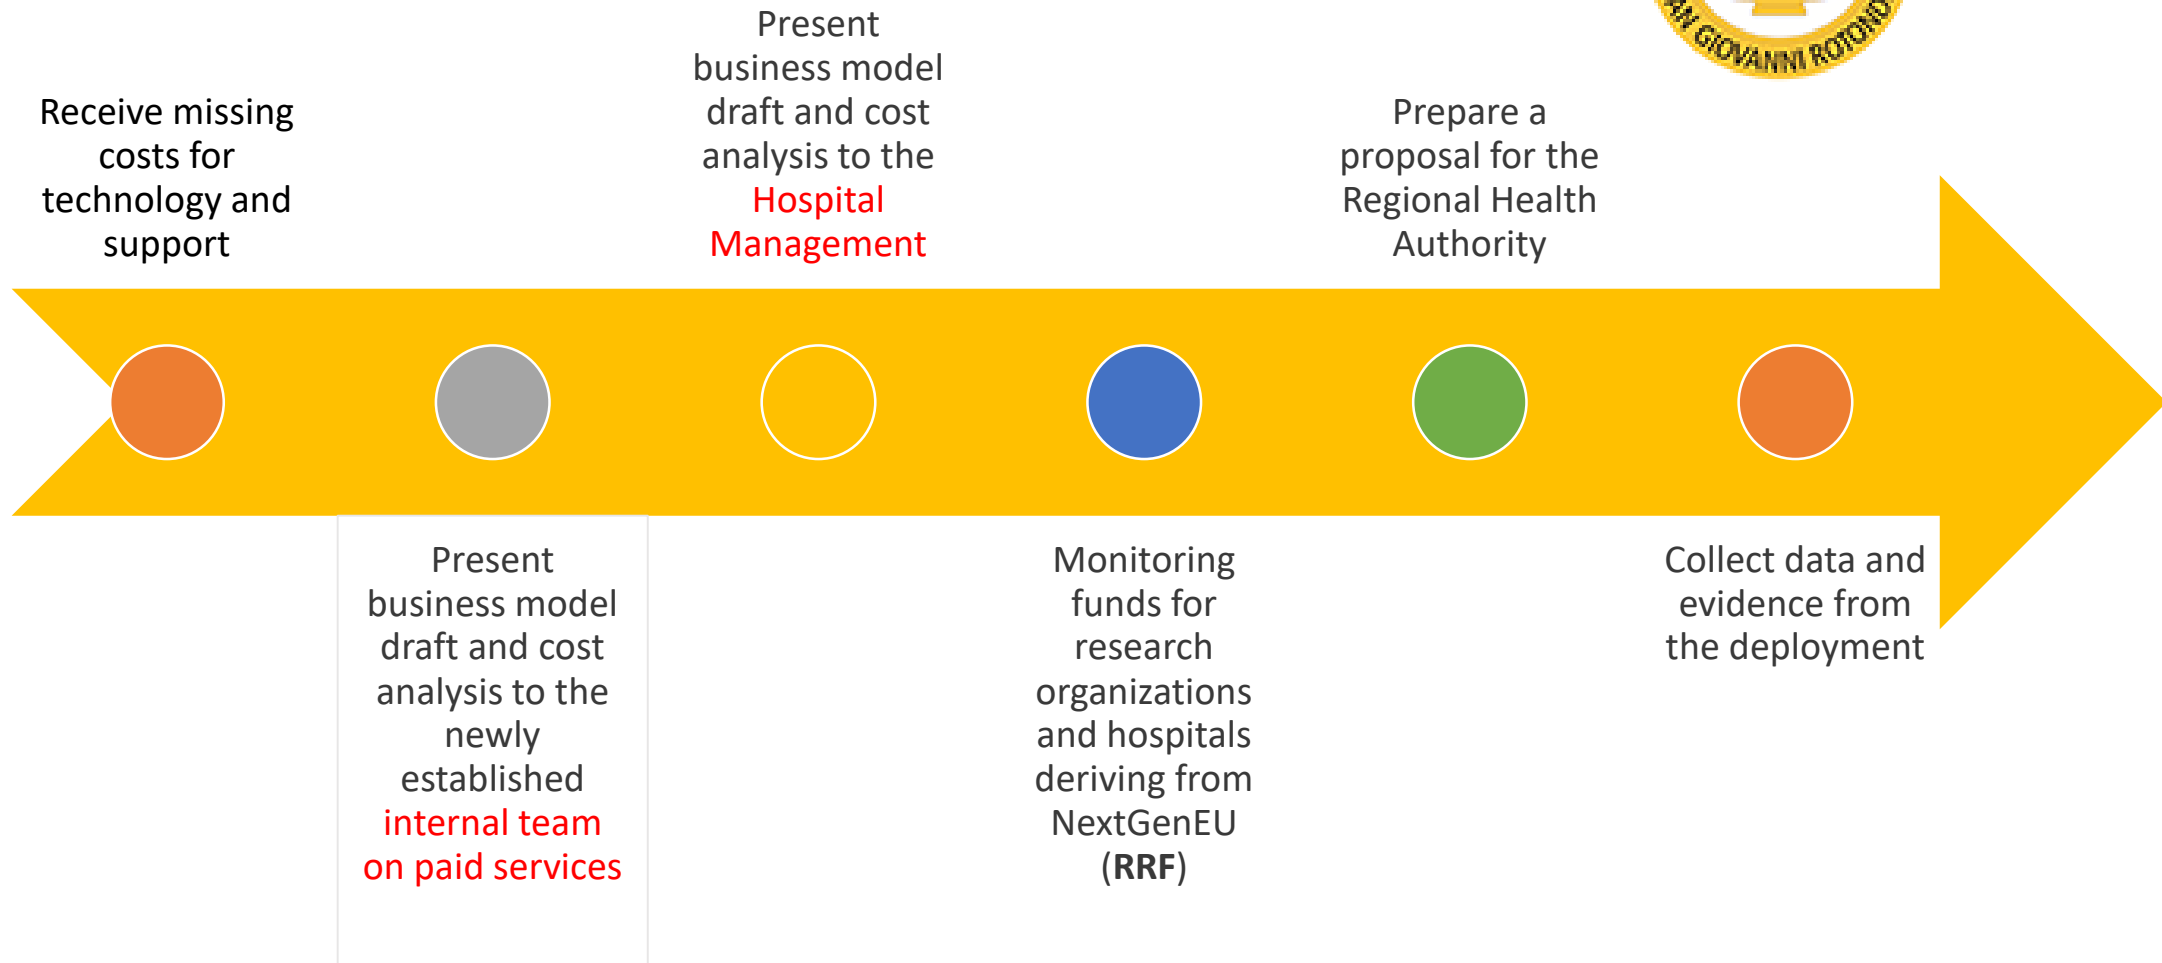 GIOVANNI
Receive missing
costs for
technology and
support
Present
business model
draft and cost
analysis to the
newly
established
internal team
on paid services
Present
business model
draft and cost
analysis to the
Hospital
Management
Monitoring
funds for
research
organizations
and hospitals
deriving from
NextGenEU
(RRF)
Prepare a
proposal for the
Regional Health
Authority
Collect data and
evidence from
the deployment